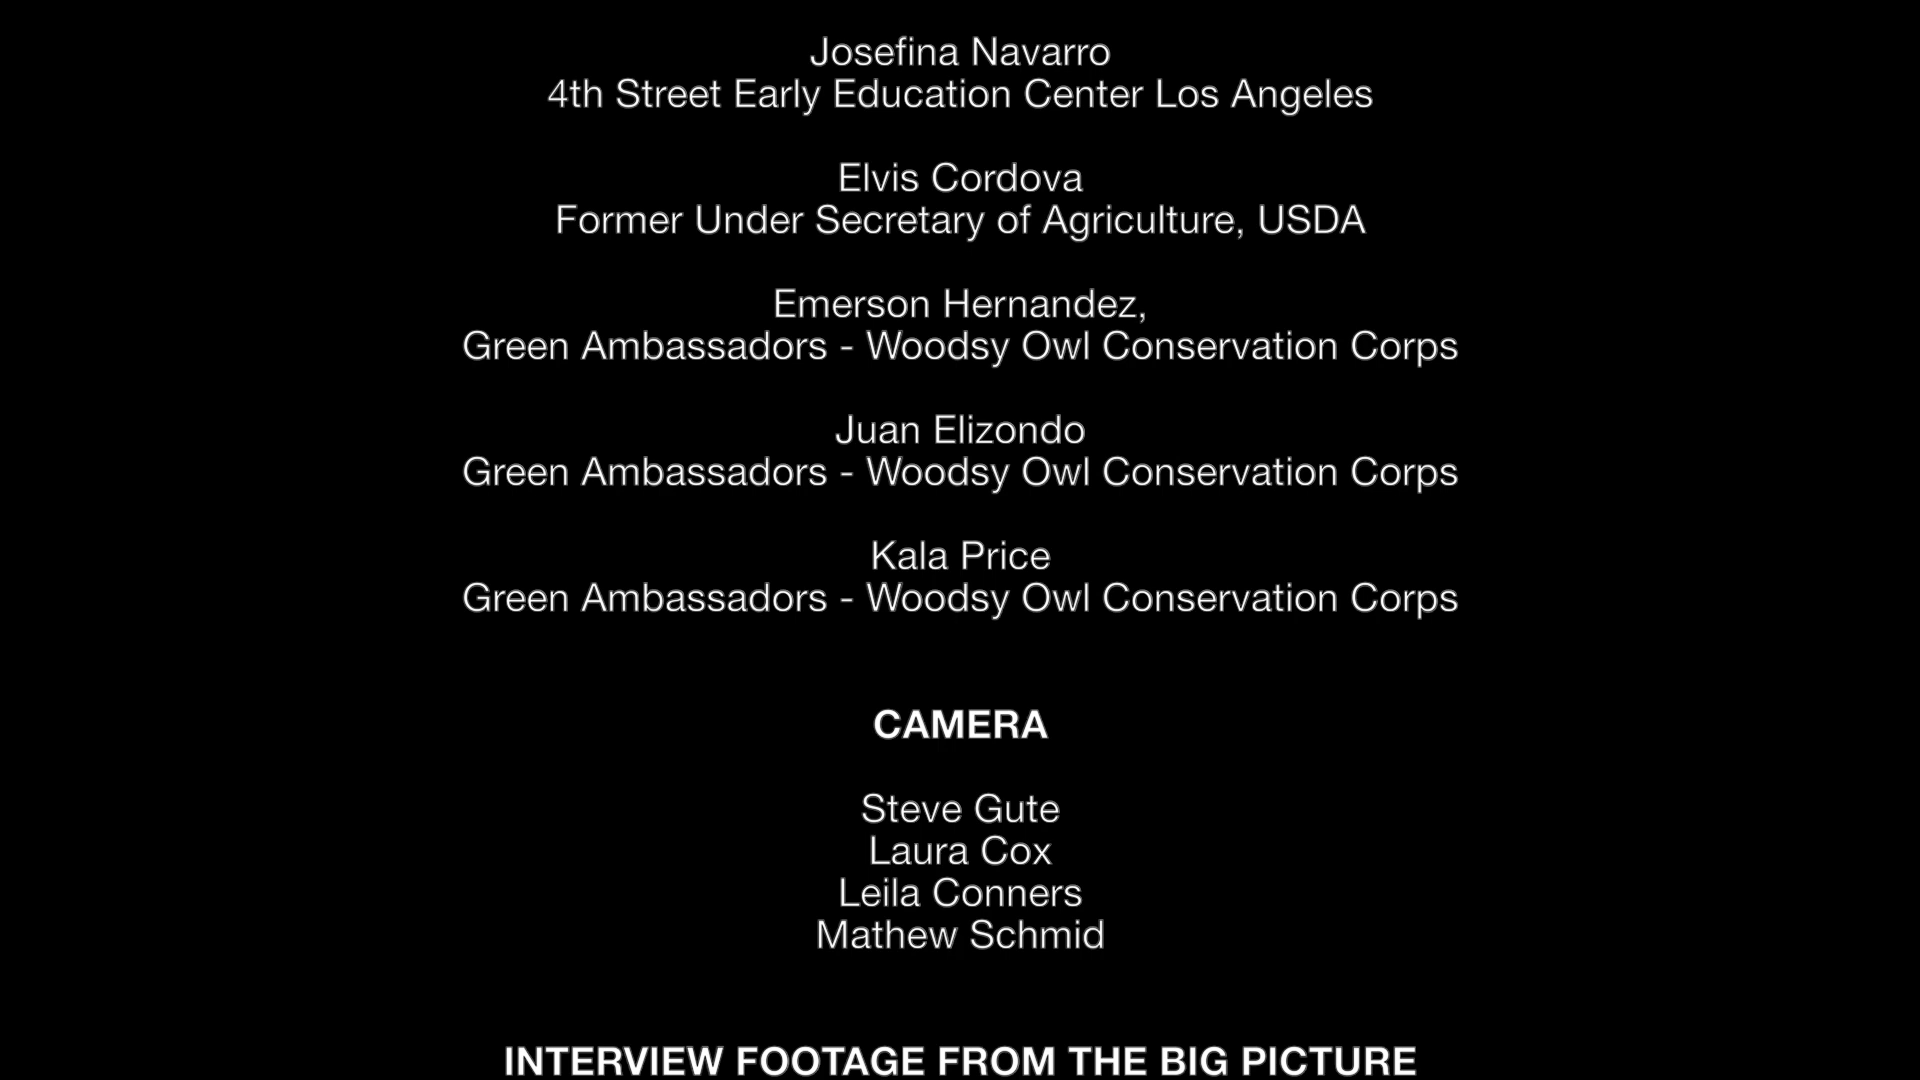 Josefina Navarro
4th Street Early Education Center Los Angeles
Elvis Cordova
Former Under Secretary of Agriculture, USDA
Emerson Hernandez,
Green Ambassadors - Woodsy Owl Conservation Corps
Juan Elizondo
Green Ambassadors - Woodsy Owl Conservation Corps
Kala Price
Green Ambassadors - Woodsy Owl Conservation Corps
CAMERA
Steve Gute
Laura Cox
Leila Conners
Mathew Schmid
INTERVIEW FOOTAGE FROM THE BIG PICTURE